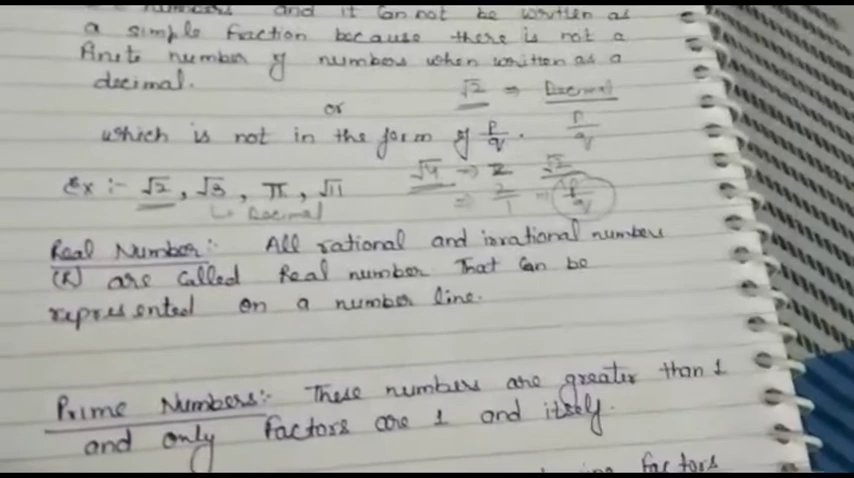 numbers and it can not be written as
a simple fraction because there is not a
finite number of numbers when written as a
decimal.
√2 ⇒ Decimal
or
which is not in the form of p/q.
p/q
Ex :- √2, √3, π, √11
↳ Decimal
√4 ⇒ 2
⇒ 2/1 ⇒ p/q
√2
Real Number:- All rational and irrational numbers
(R) are called Real number That can be
represented on a number line.
Prime Numbers:- These numbers are greater than 1
and only factors are 1 and itself.
factors